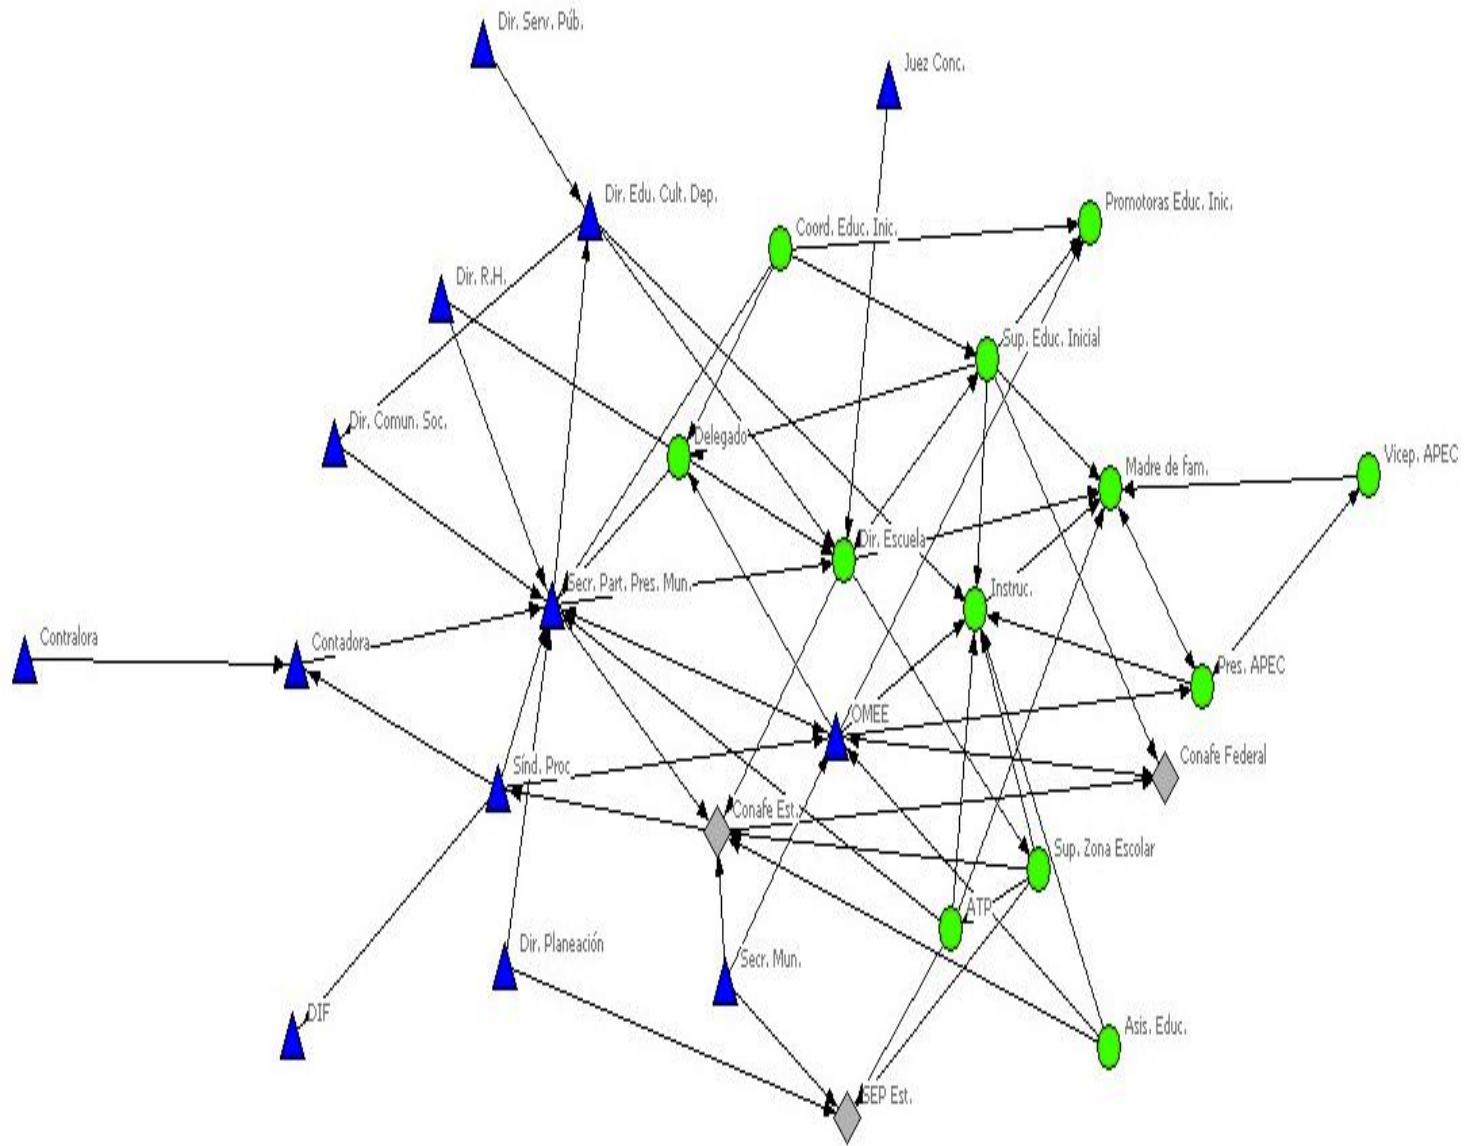 Dir. Serv. Púb.
Juez Conc.
Dir. Edu. Cult. Dep.
Promotoras Educ. Inic.
Coord. Educ. Inic.
Dir. R.H.
Sup. Educ. Inicial
Dir. Comun. Soc.
Delegado
Vicep. APEC
Madre de fam.
Dir. Escuela
Secr. Part. Pres. Mun.
Instruc.
Contralora
Contadora
Pres. APEC
OMEE
Conafe Federal
Sínd. Proc
Conafe Est.
Sup. Zona Escolar
ATP
Dir. Planeación
Secr. Mun.
DIF
Asis. Educ.
SEP Est.